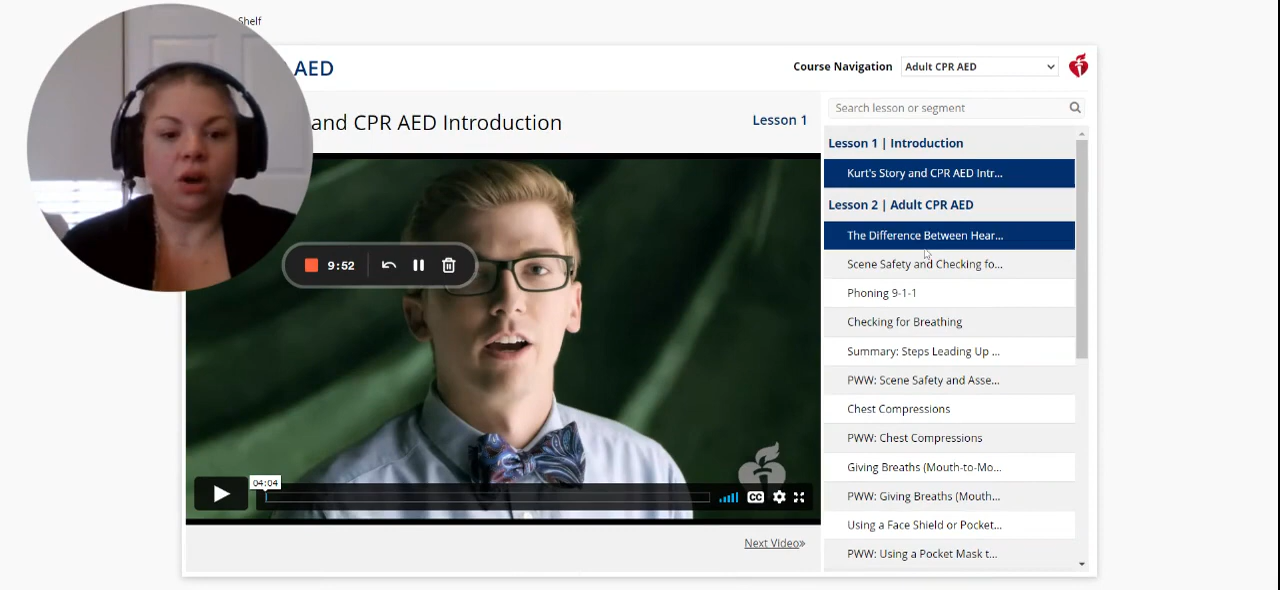 Shelf
AED
Course Navigation
Adult CPR AED
and CPR AED Introduction
Lesson 1
Search lesson or segment
Lesson 1 | Introduction
Kurt's Story and CPR AED Intr...
Lesson 2 | Adult CPR AED
The Difference Between Hear...
Scene Safety and Checking fo...
Phoning 9-1-1
Checking for Breathing
Summary: Steps Leading Up ...
PWW: Scene Safety and Asse...
Chest Compressions
PWW: Chest Compressions
Giving Breaths (Mouth-to-Mo...
PWW: Giving Breaths (Mouth...
Using a Face Shield or Pocket...
PWW: Using a Pocket Mask t...
9:52
04:04
CC
Next Video»